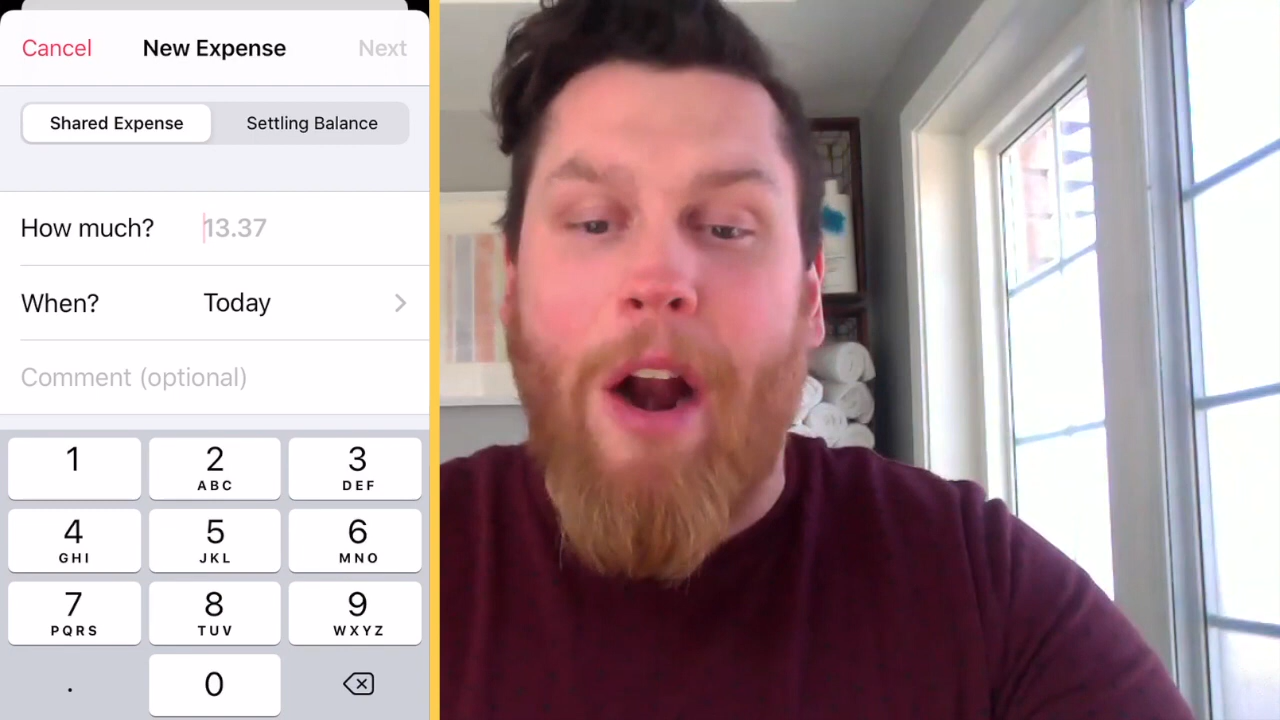 Cancel New Expense Next
Shared Expense Settling Balance
How much? 13.37
When? Today
Comment (optional)
1 2 3
ABC DEF
4 5 6
GHI JKL MNO
7 8 9
PQRS TUV WXYZ
. 0